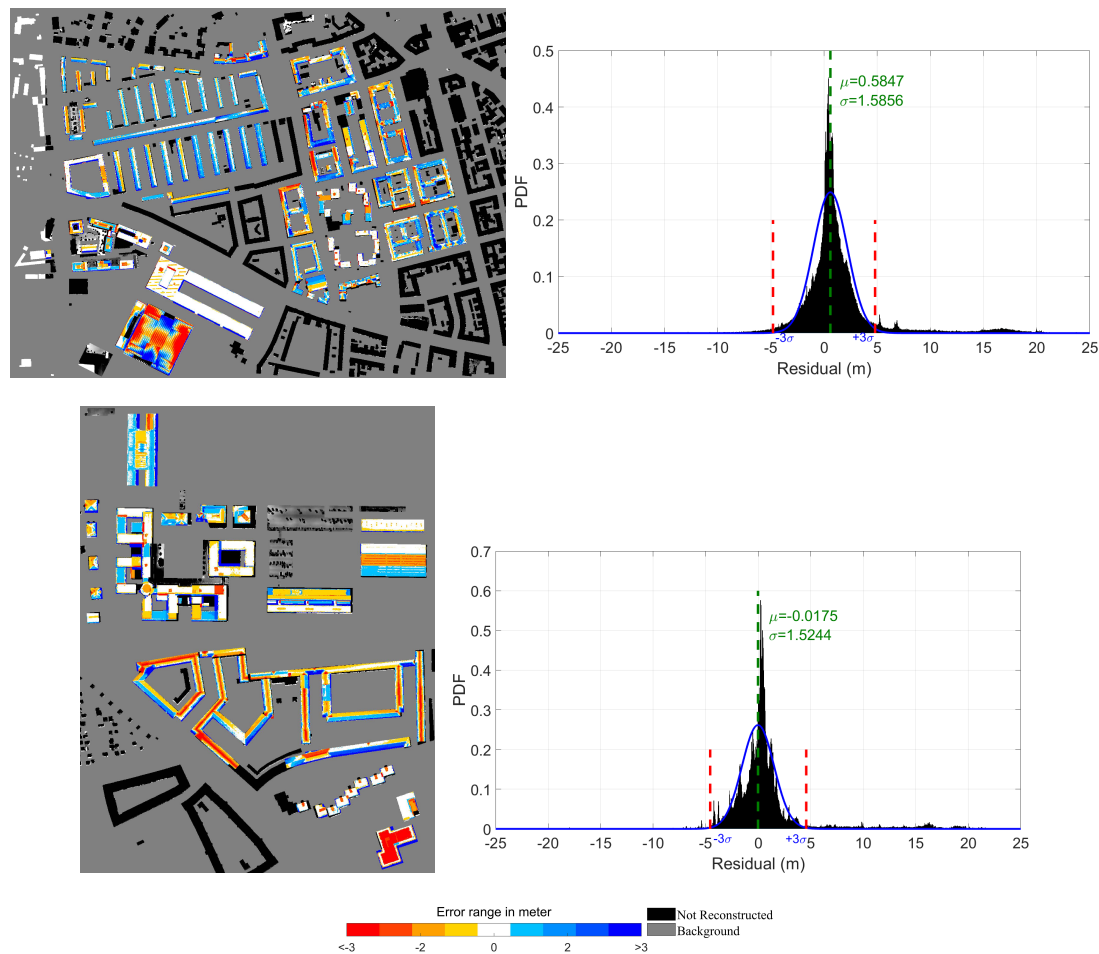 0.5
0.4
0.3
0.2
0.1
0
PDF
μ=0.5847
σ=1.5856
-3σ
+3σ
-25 -20 -15 -10 -5 0 5 10 15 20 25
Residual (m)
0.7
0.6
0.5
0.4
0.3
0.2
0.1
0
PDF
μ=-0.0175
σ=1.5244
-3σ
+3σ
-25 -20 -15 -10 -5 0 5 10 15 20 25
Residual (m)
Error range in meter
<-3 -2 0 2 >3
Not Reconstructed
Background